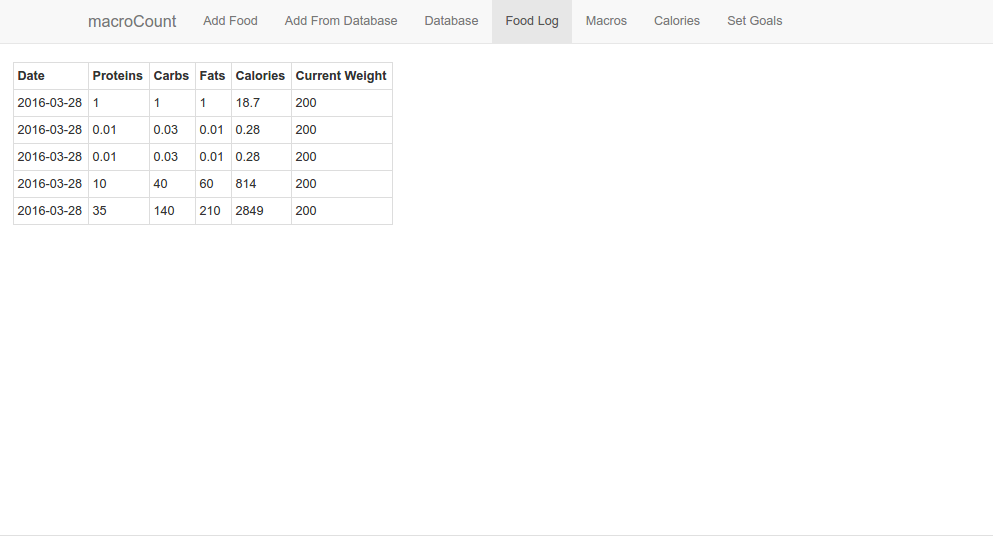 macroCount Add Food Add From Database Database Food Log Macros Calories Set Goals
Date Proteins Carbs Fats Calories Current Weight
2016-03-28 1 1 1 18.7 200
2016-03-28 0.01 0.03 0.01 0.28 200
2016-03-28 0.01 0.03 0.01 0.28 200
2016-03-28 10 40 60 814 200
2016-03-28 35 140 210 2849 200